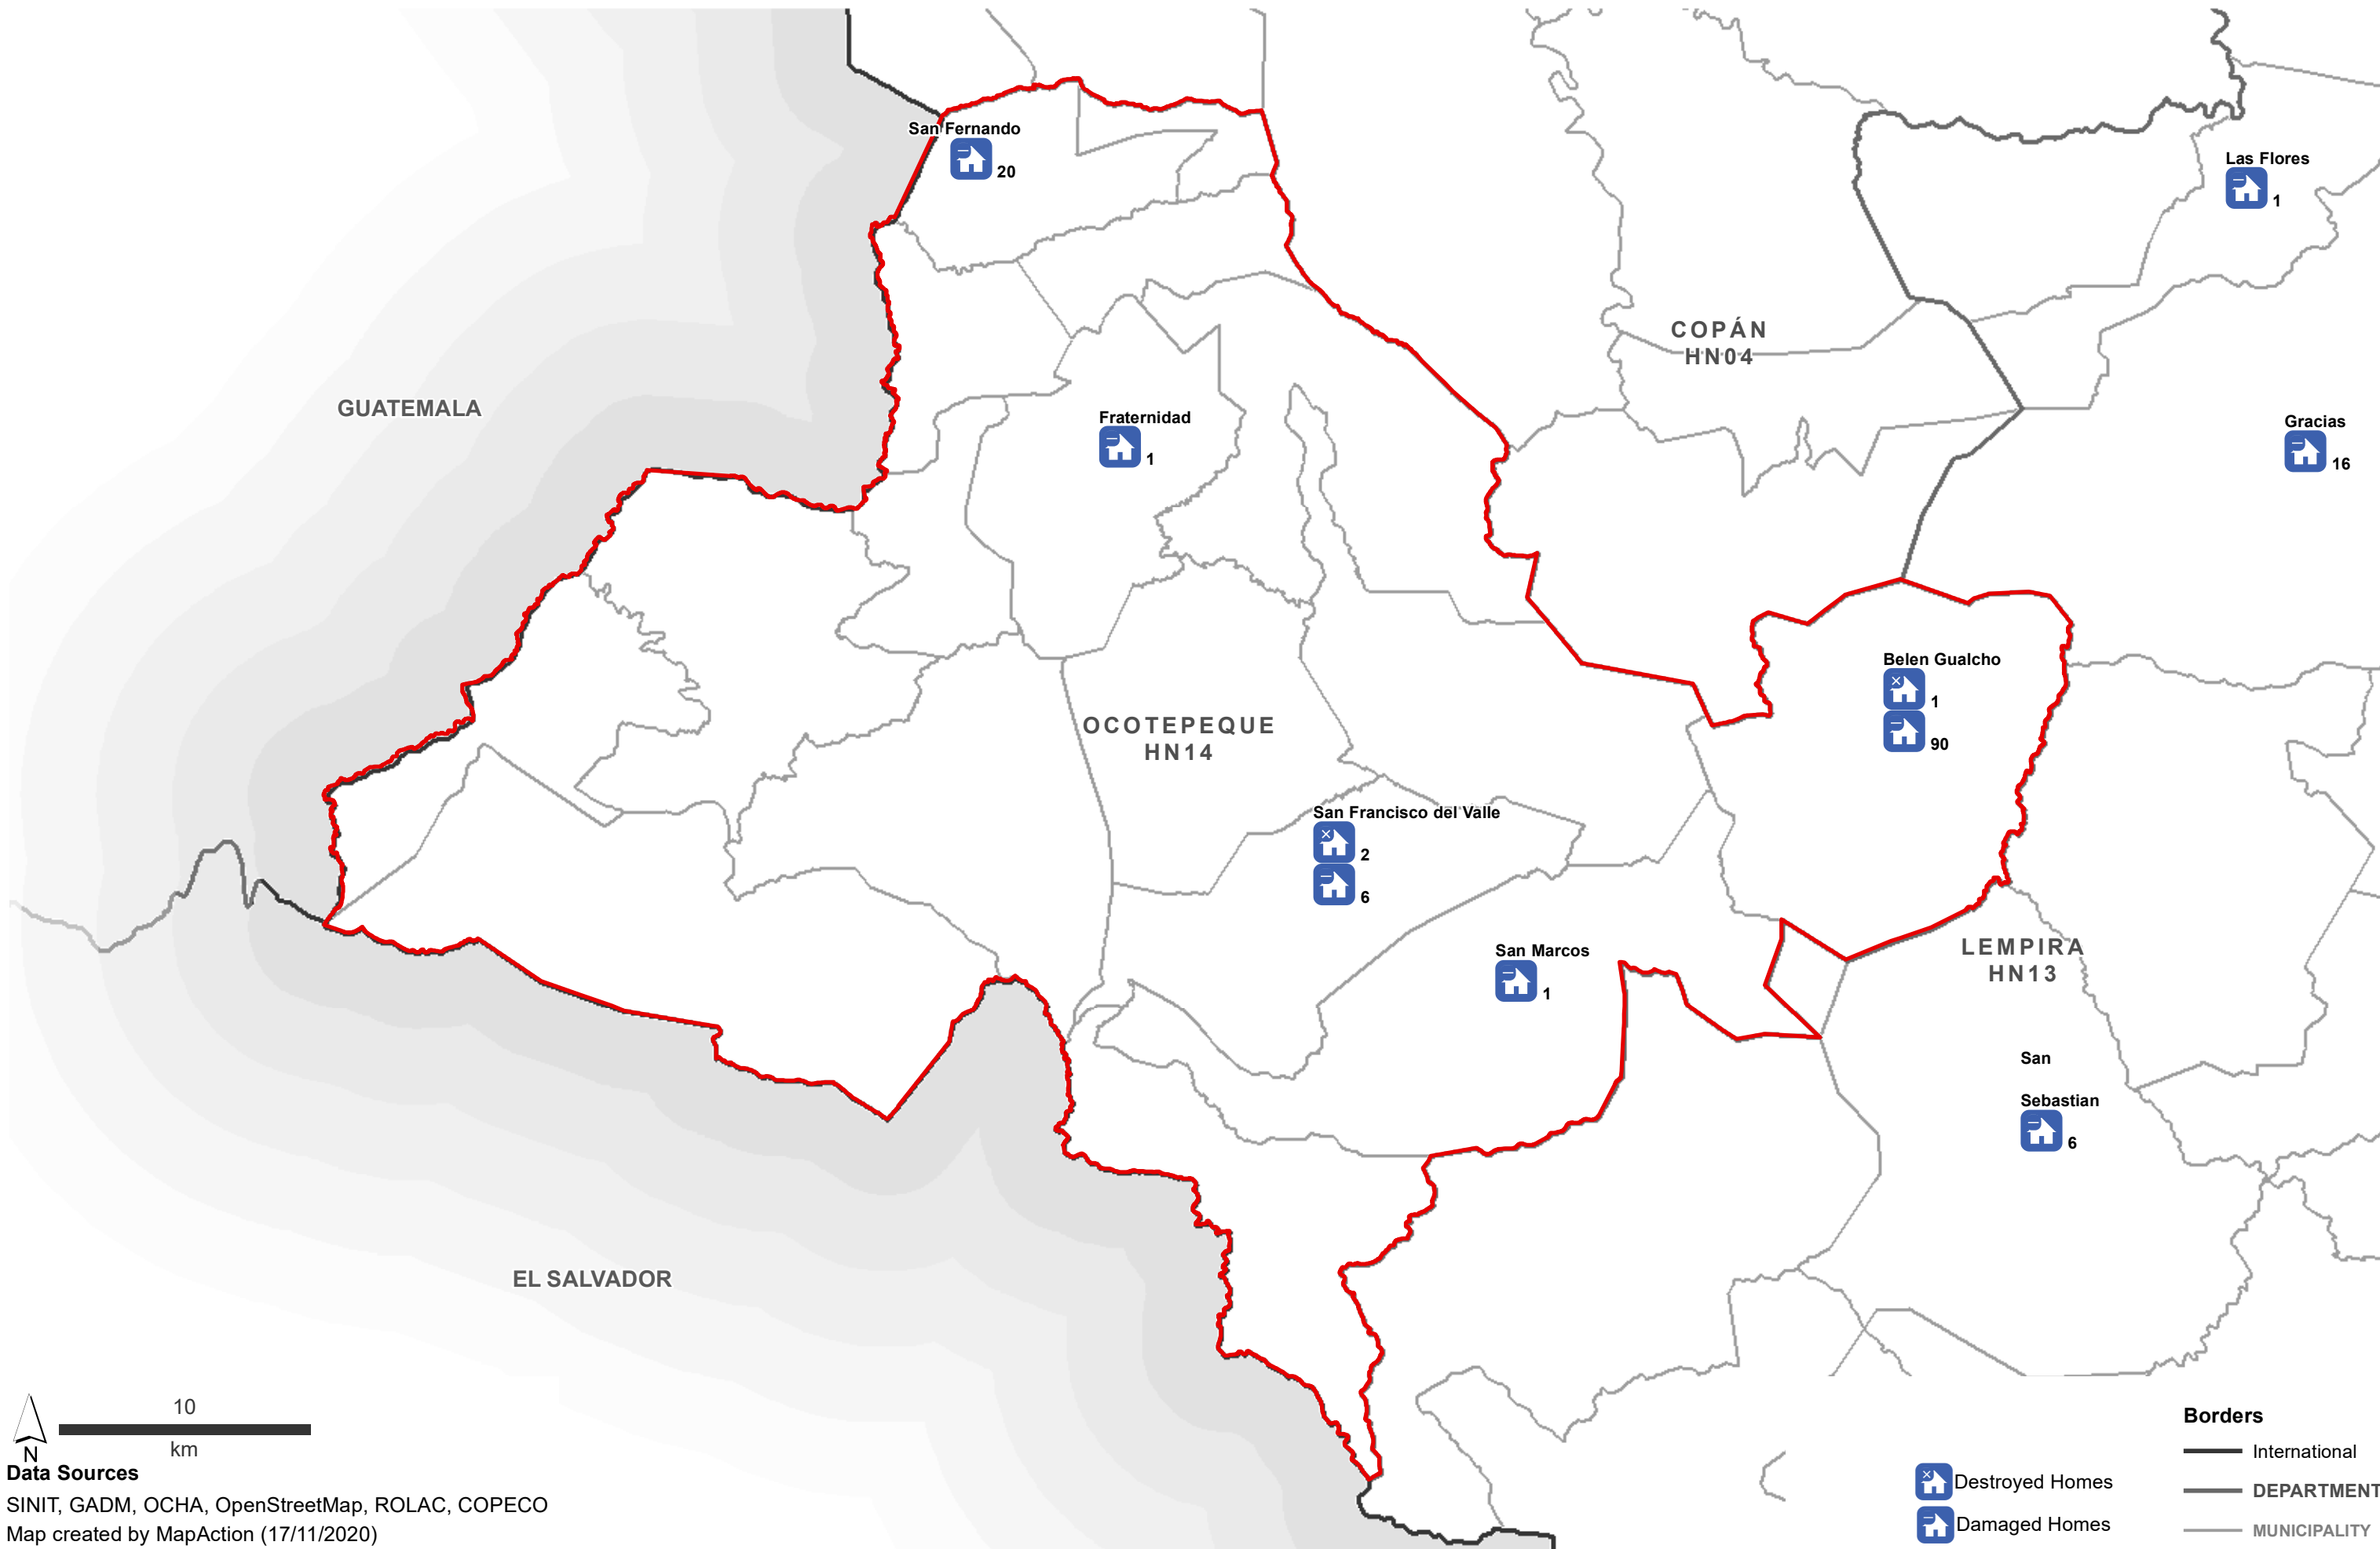 San Fernando
20
Las Flores
1
COPÁN
HN04
GUATEMALA
Fraternidad
1
Gracias
16
Belen Gualcho
1
90
OCOTEPEQUE
HN14
San Francisco del Valle
2
6
San Marcos
1
LEMPIRA
HN13
San
Sebastian
6
EL SALVADOR
10
km
N
Data Sources
SINIT, GADM, OCHA, OpenStreetMap, ROLAC, COPECO
Map created by MapAction (17/11/2020)
Destroyed Homes
Damaged Homes
Borders
International
DEPARTMENT
MUNICIPALITY